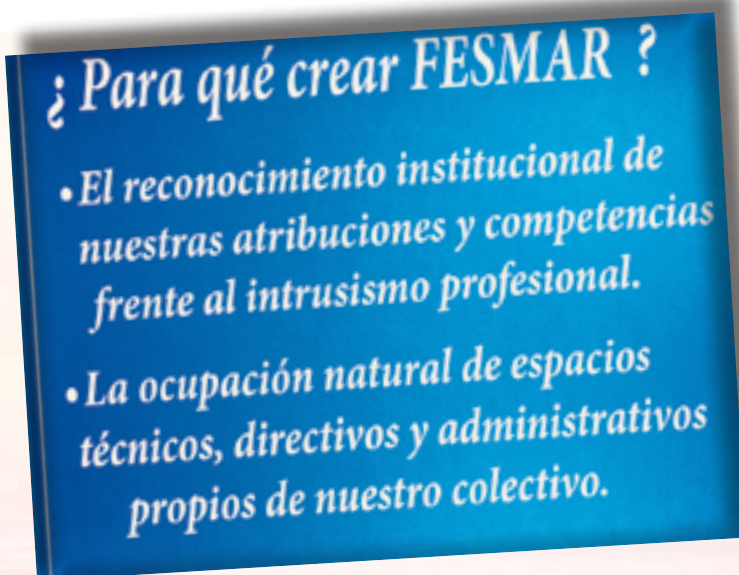 ¿ Para qué crear FESMAR ?
•El reconocimiento institucional de
nuestras atribuciones y competencias
frente al intrusismo profesional.
•La ocupación natural de espacios
técnicos, directivos y administrativos
propios de nuestro colectivo.